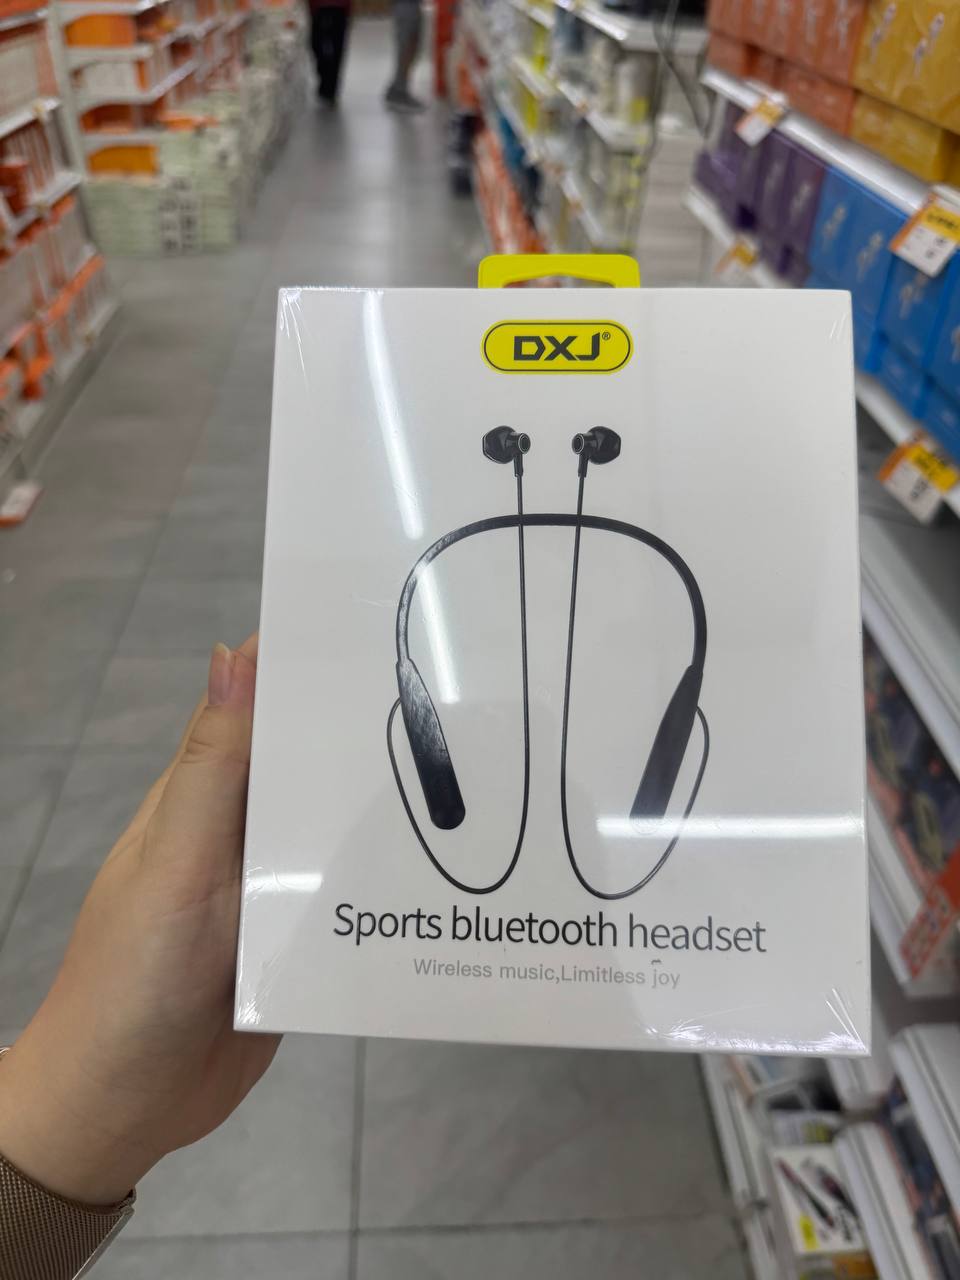 DXJ®
Sports bluetooth headset
Wireless music,Limitless joy